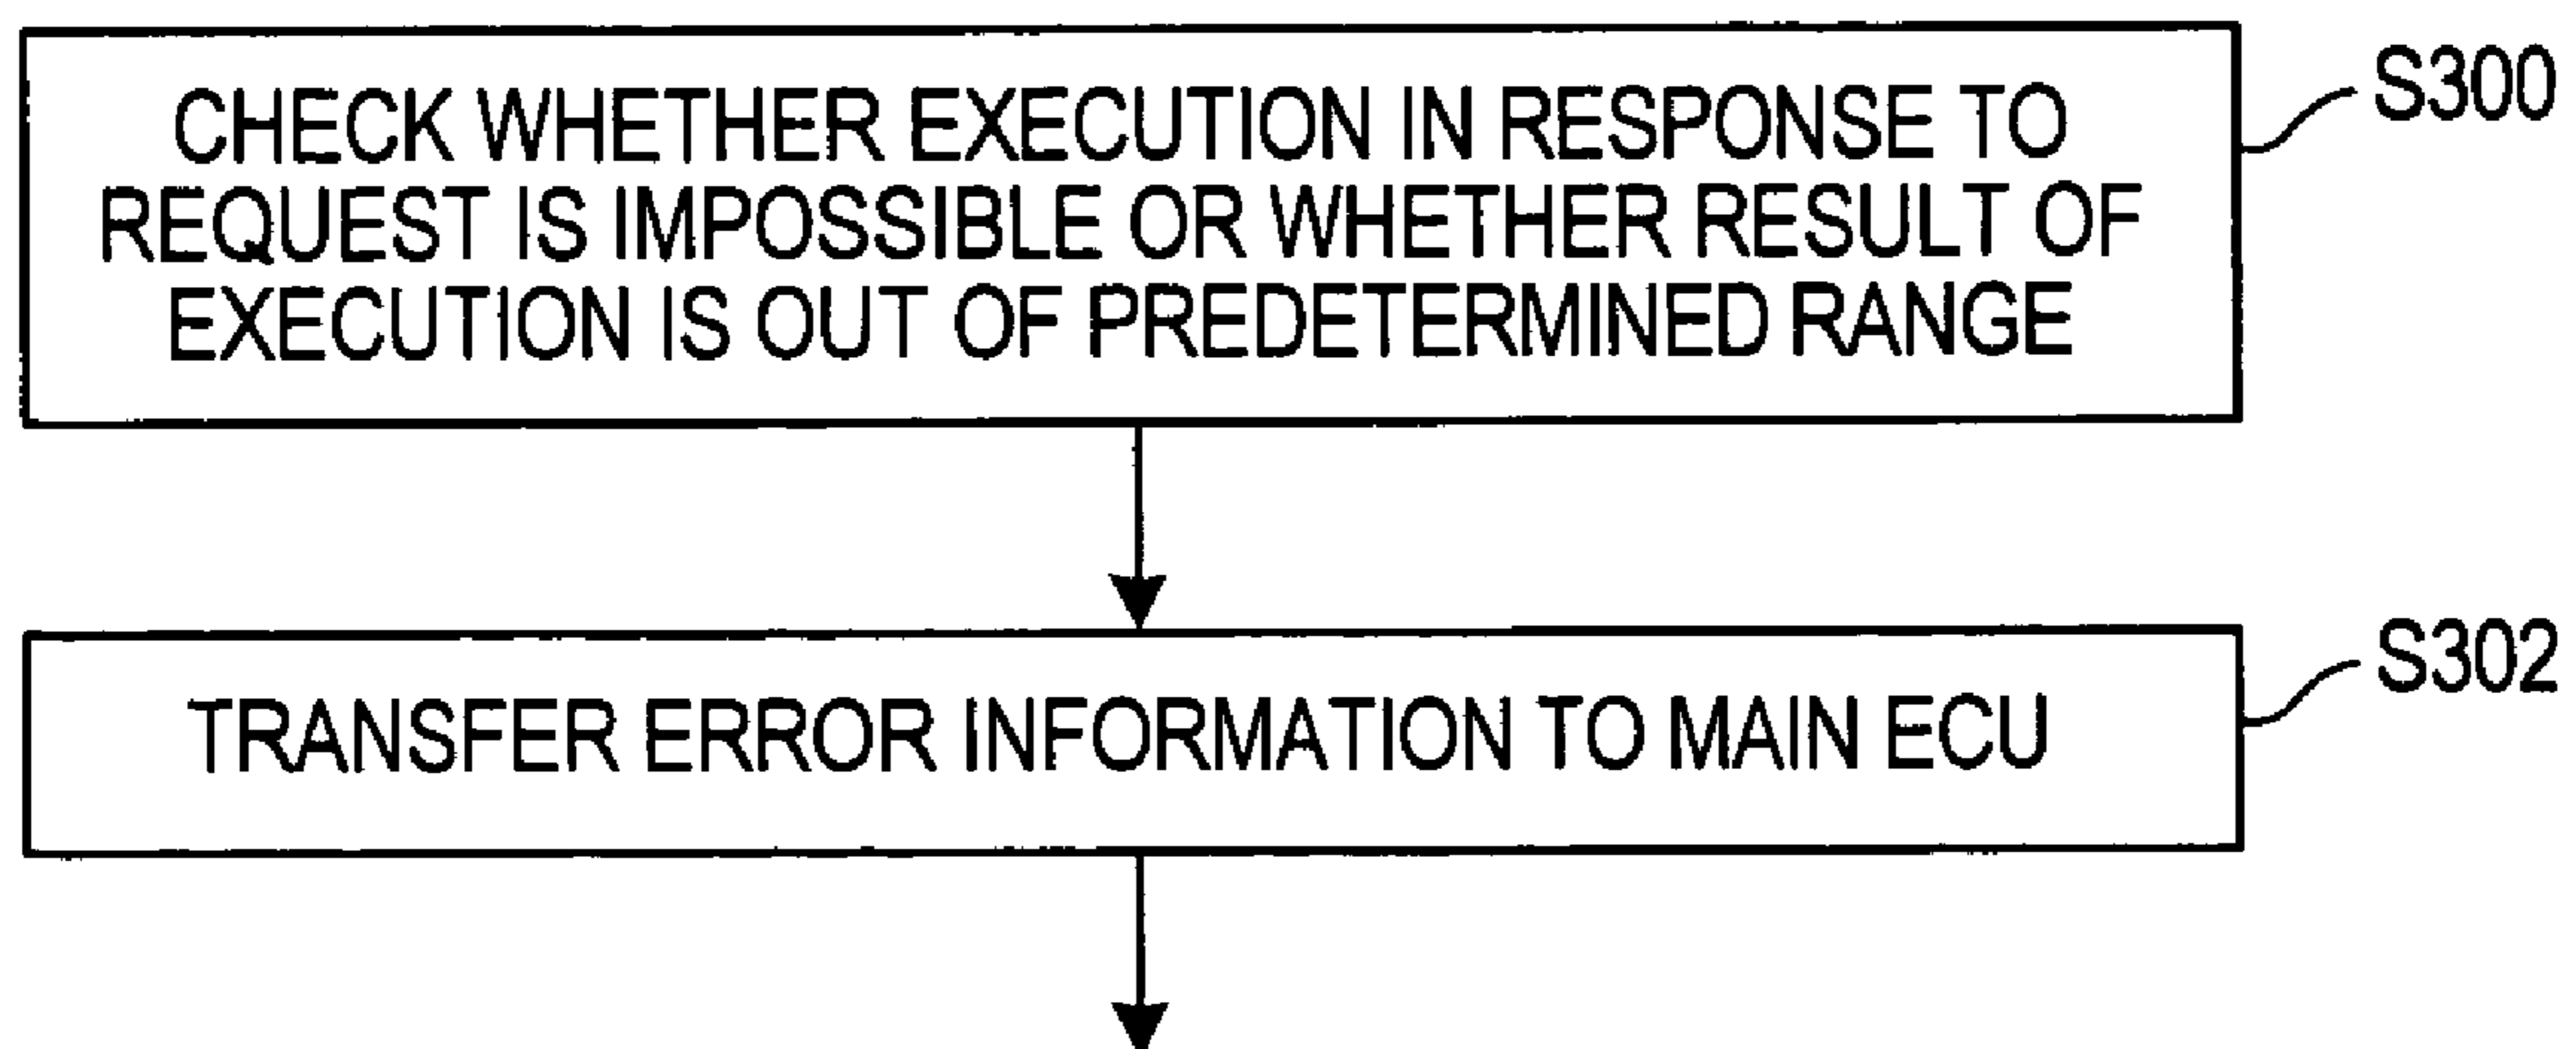 CHECK WHETHER EXECUTION IN RESPONSE TO
REQUEST IS IMPOSSIBLE OR WHETHER RESULT OF
EXECUTION IS OUT OF PREDETERMINED RANGE
S300
TRANSFER ERROR INFORMATION TO MAIN ECU
S302